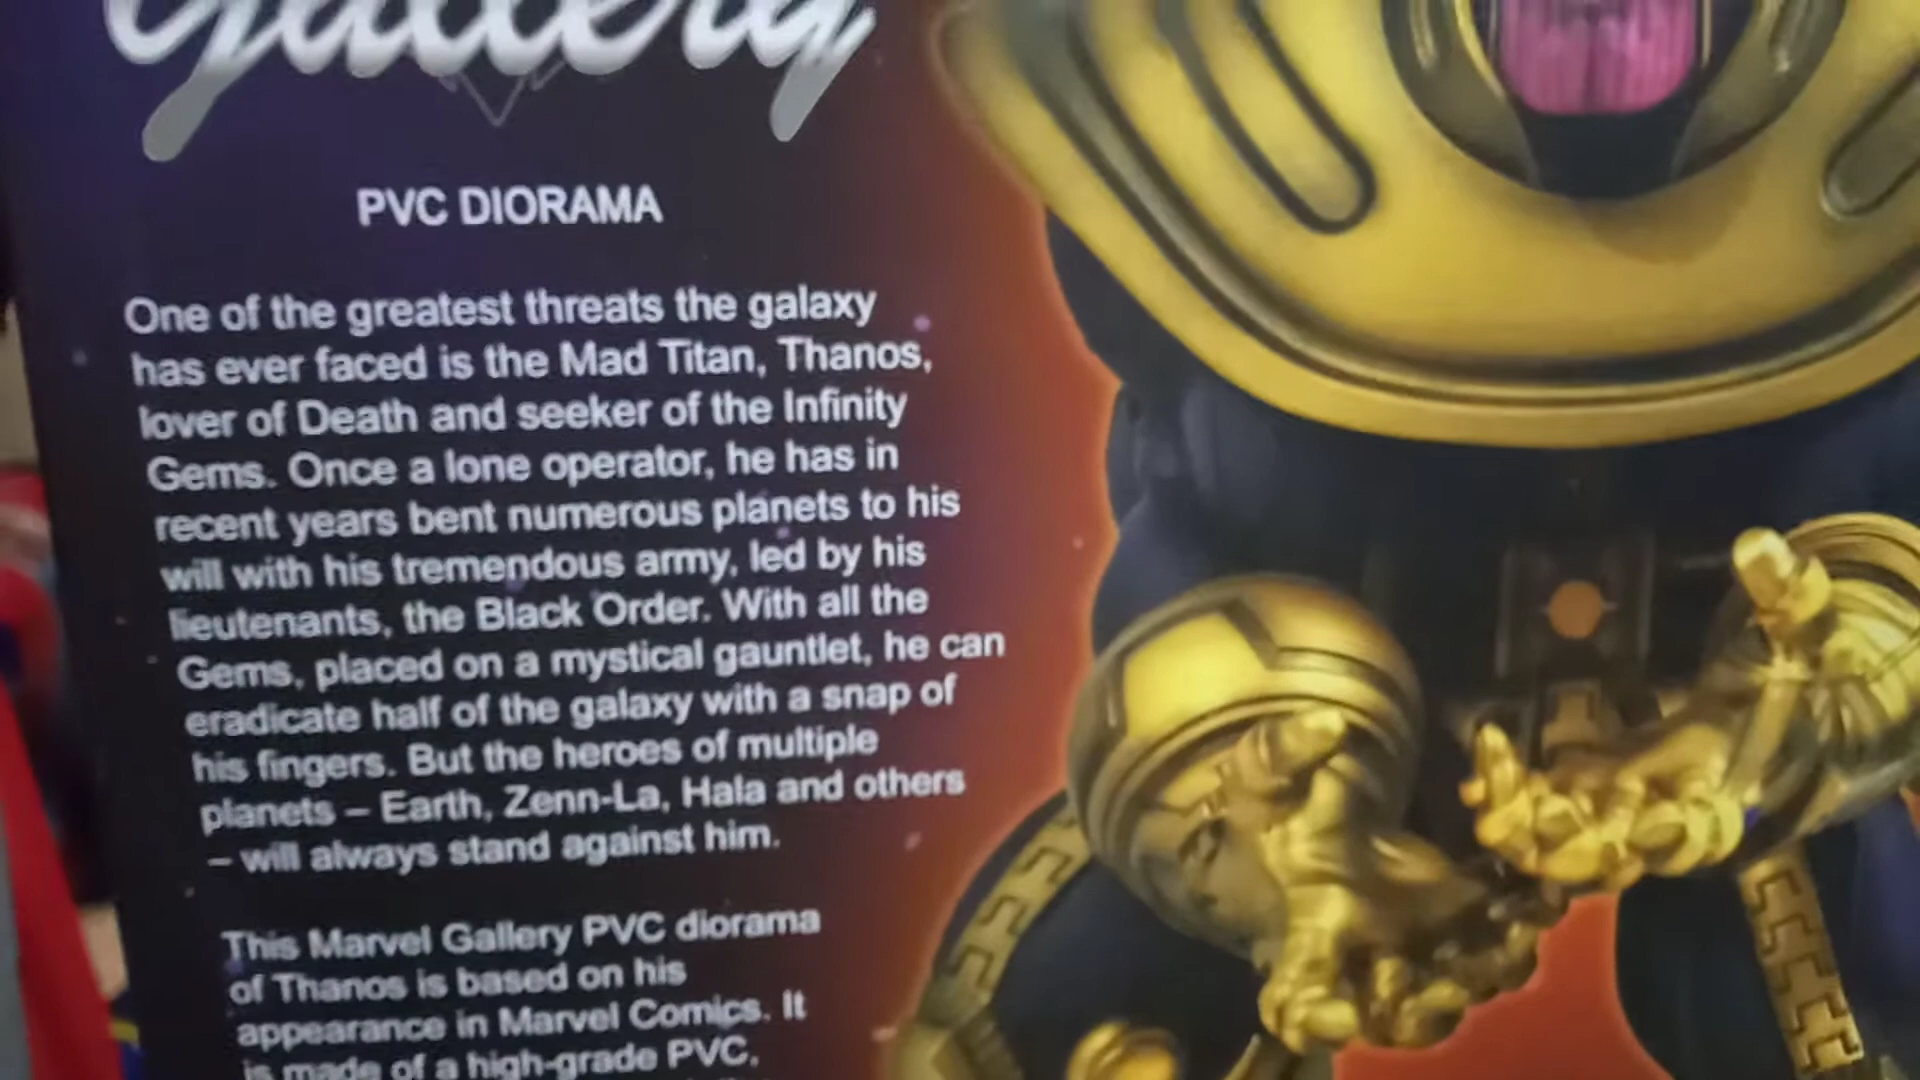 Gallery
PVC DIORAMA
One of the greatest threats the galaxy
has ever faced is the Mad Titan, Thanos,
lover of Death and seeker of the Infinity
Gems. Once a lone operator, he has in
recent years bent numerous planets to his
will with his tremendous army, led by his
lieutenants, the Black Order. With all the
Gems, placed on a mystical gauntlet, he can
eradicate half of the galaxy with a snap of
his fingers. But the heroes of multiple
planets – Earth, Zenn-La, Hala and others
– will always stand against him.
This Marvel Gallery PVC diorama
of Thanos is based on his
appearance in Marvel Comics. It
is made of a high-grade PVC,